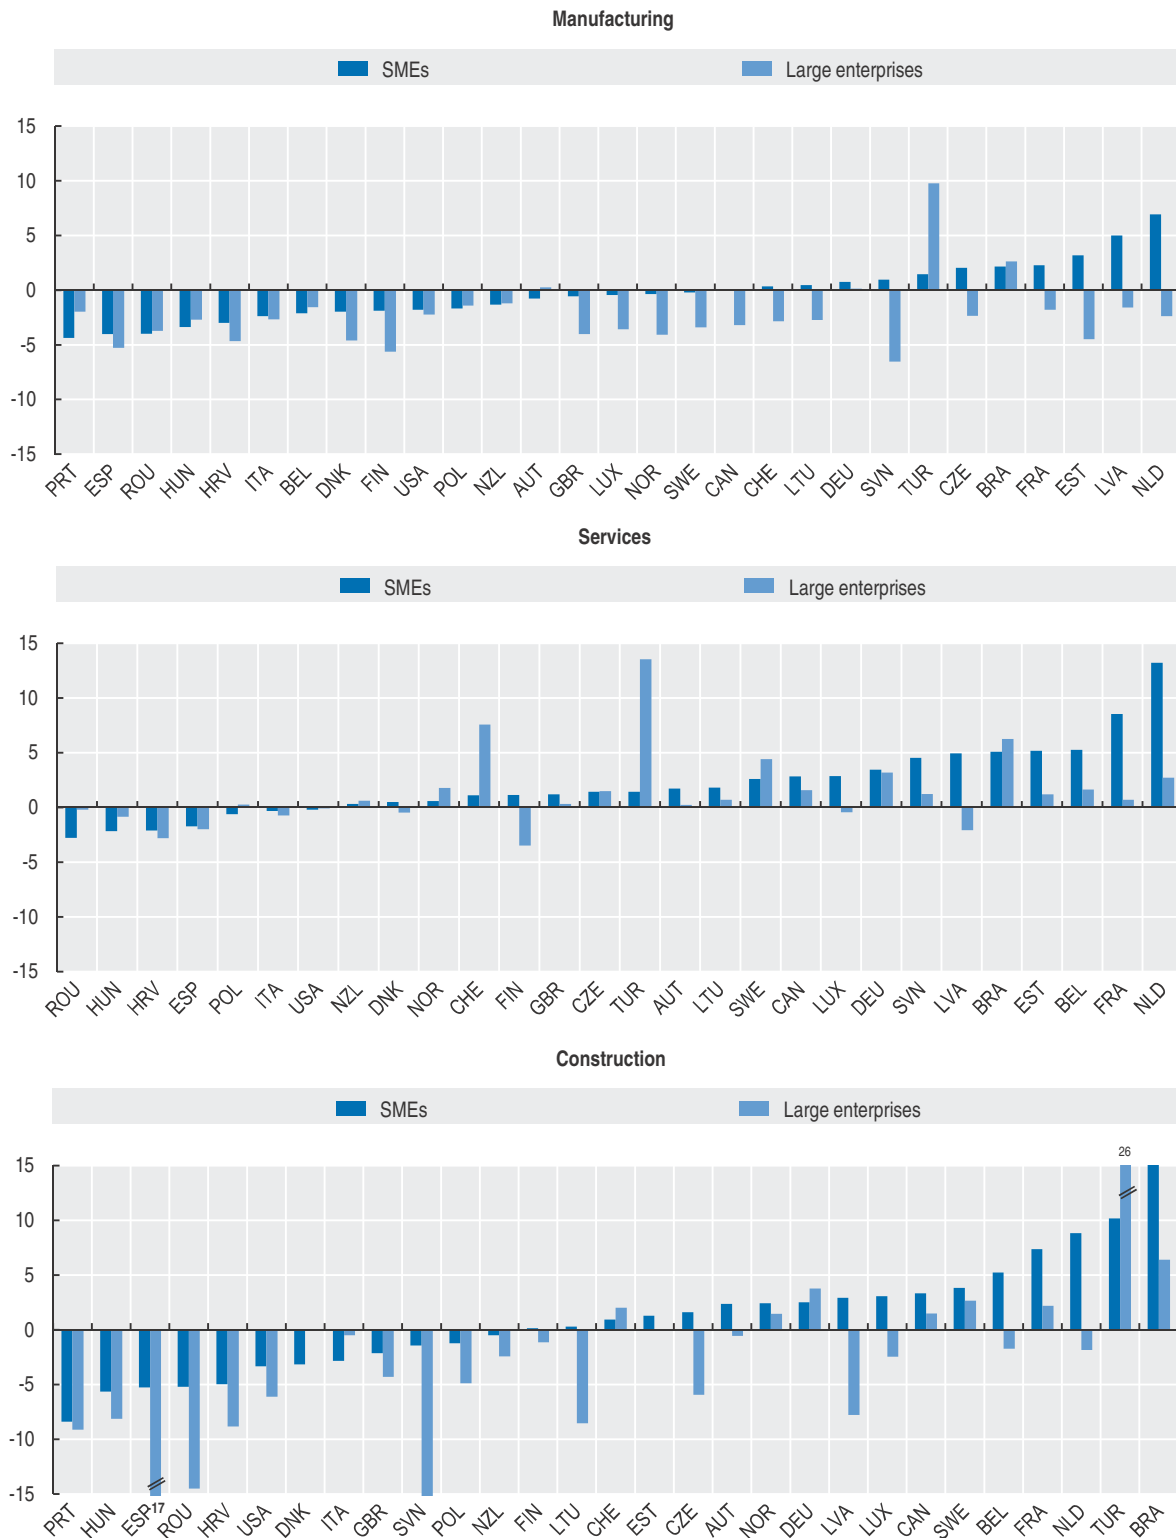 Manufacturing
SMEs Large enterprises
15
10
5
0
-5
-10
-15
PRT ESP ROU HUN HRV ITA BEL DNK FIN USA POL NZL AUT GBR LUX NOR SWE CAN CHE LTU DEU SVN TUR CZE BRA FRA EST LVA NLD
Services
SMEs Large enterprises
15
10
5
0
-5
-10
-15
ROU HUN HRV ESP POL ITA USA NZL DNK NOR CHE FIN GBR CZE TUR AUT LTU SWE CAN LUX DEU SVN LVA BRA EST BEL FRA NLD
Construction
SMEs Large enterprises
26
15
10
5
0
-5
-10
-15
PRT HUN ESP 17 ROU HRV USA DNK ITA GBR SVN POL NZL FIN LTU CHE EST CZE AUT NOR DEU LVA LUX CAN SWE BEL FRA NLD TUR BRA